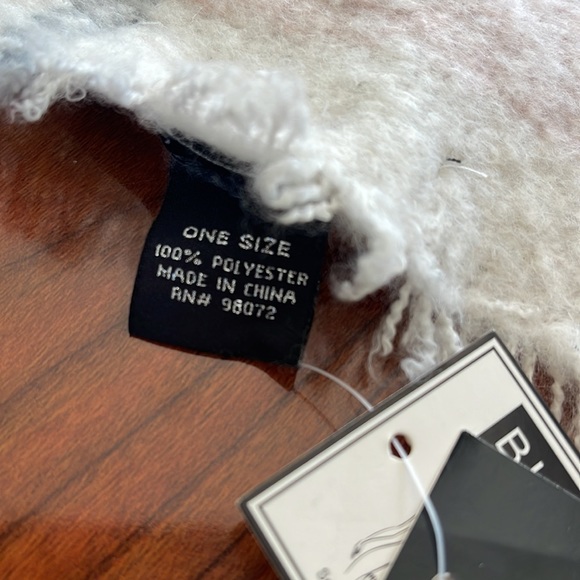 ONE SIZE
100% POLYESTER
MADE IN CHINA
RN# 98072